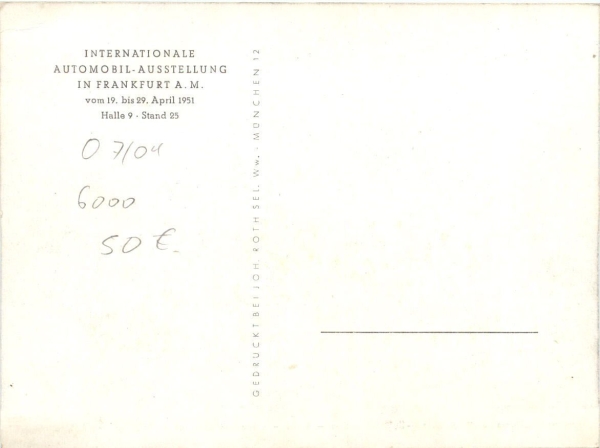 INTERNATIONALE
AUTOMOBIL-AUSSTELLUNG
IN FRANKFURT A. M.
vom 19. bis 29. April 1951
Halle 9 · Stand 25
O 7/04
6000
50 €.
GEDRUCKT BEI JOH. ROTH SEL. Ww. · MÜNCHEN 12